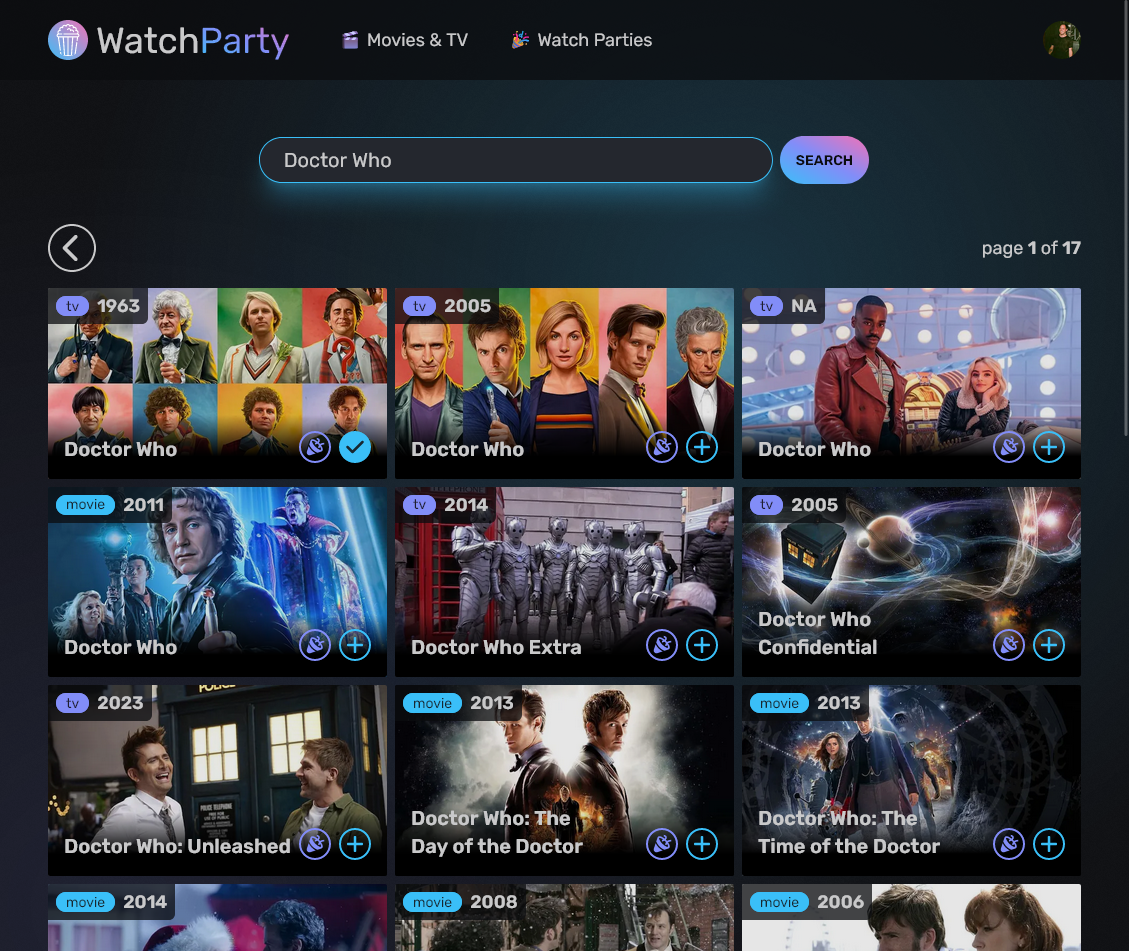 WatchParty
Movies & TV
Watch Parties
Doctor Who
SEARCH
page 1 of 17
tv 1963
Doctor Who
tv 2005
Doctor Who
tv NA
Doctor Who
movie 2011
Doctor Who
tv 2014
Doctor Who Extra
tv 2005
Doctor Who
Confidential
tv 2023
POLICE TELEPHONE
Doctor Who: Unleashed
movie 2013
Doctor Who: The
Day of the Doctor
movie 2013
Doctor Who: The
Time of the Doctor
movie 2014
movie 2008
movie 2006